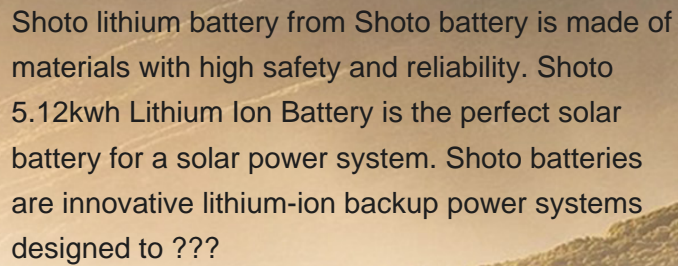 Shoto lithium battery from Shoto battery is made of
materials with high safety and reliability. Shoto
5.12kwh Lithium Ion Battery is the perfect solar
battery for a solar power system. Shoto batteries
are innovative lithium-ion backup power systems
designed to ???